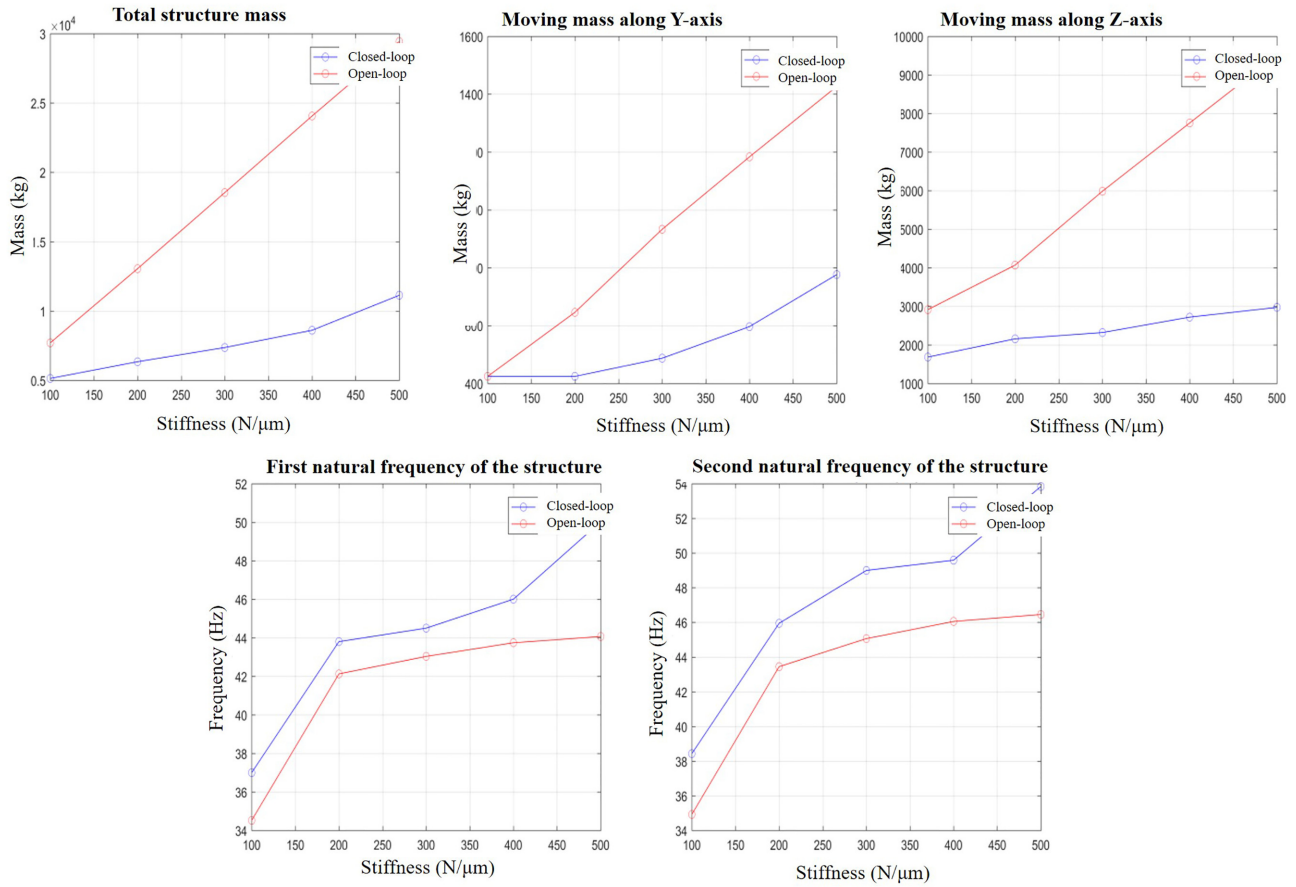 Total structure mass
×10⁴
3
2.5
2
1.5
1
0.5
Mass (kg)
Closed-loop
Open-loop
100 150 200 250 300 350 400 450 500
Stiffness (N/μm)
Moving mass along Y-axis
1600
1400
600
400
Mass (kg)
Closed-loop
Open-loop
100 150 200 250 300 350 400 450 500
Stiffness (N/μm)
Moving mass along Z-axis
10000
9000
8000
7000
6000
5000
4000
3000
2000
1000
Mass (kg)
Closed-loop
Open-loop
100 150 200 250 300 350 400 450 500
Stiffness (N/μm)
First natural frequency of the structure
52
50
48
46
44
42
40
38
36
34
Frequency (Hz)
Closed-loop
Open-loop
100 150 200 250 300 350 400 450 500
Stiffness (N/μm)
Second natural frequency of the structure
54
52
50
48
46
44
42
40
38
36
34
Frequency (Hz)
Closed-loop
Open-loop
100 150 200 250 300 350 400 450 500
Stiffness (N/μm)